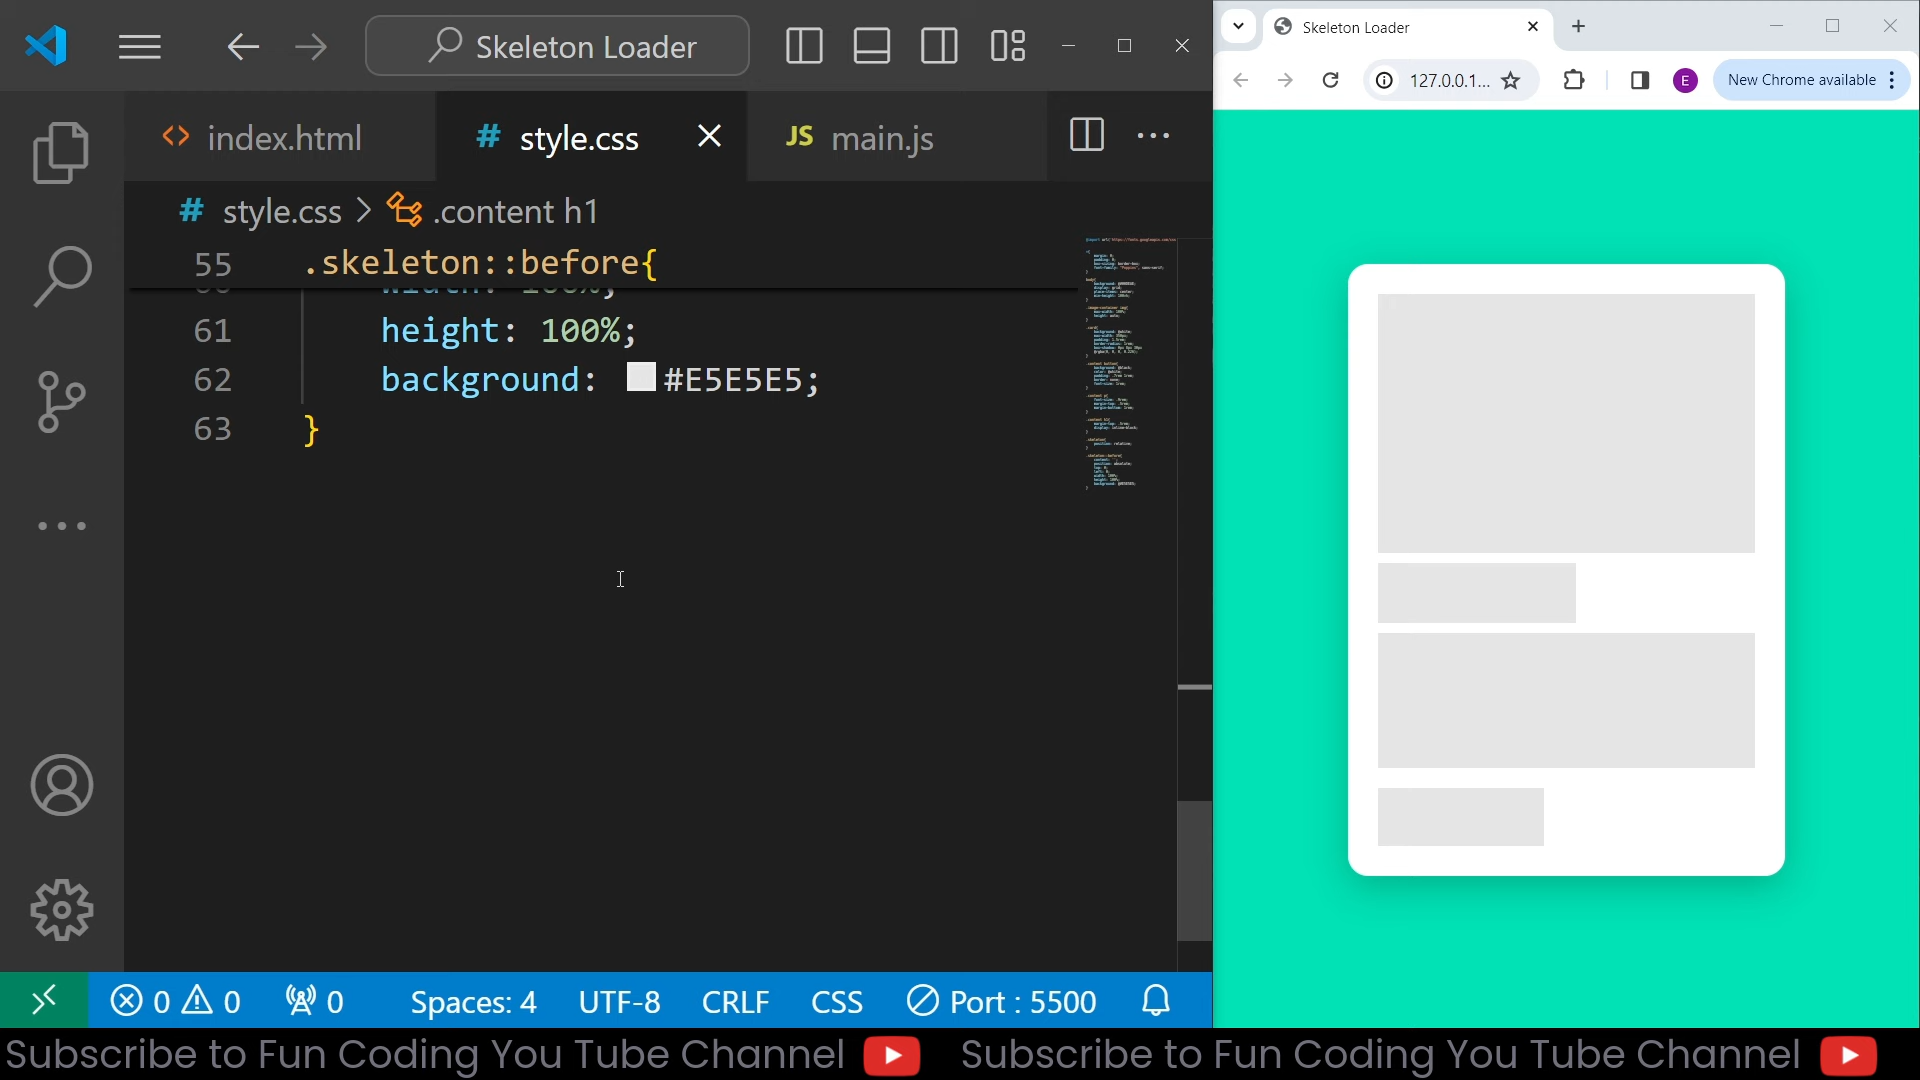 Skeleton Loader
index.html
# style.css
JS main.js
# style.css > .content h1
55 .skeleton::before{
width: 100%;
61 height: 100%;
62 background: #E5E5E5;
63 }
0 0 0
Spaces: 4
UTF-8
CRLF
CSS
Port : 5500
Skeleton Loader
127.0.0.1...
E
New Chrome available
Subscribe to Fun Coding You Tube Channel
Subscribe to Fun Coding You Tube Channel